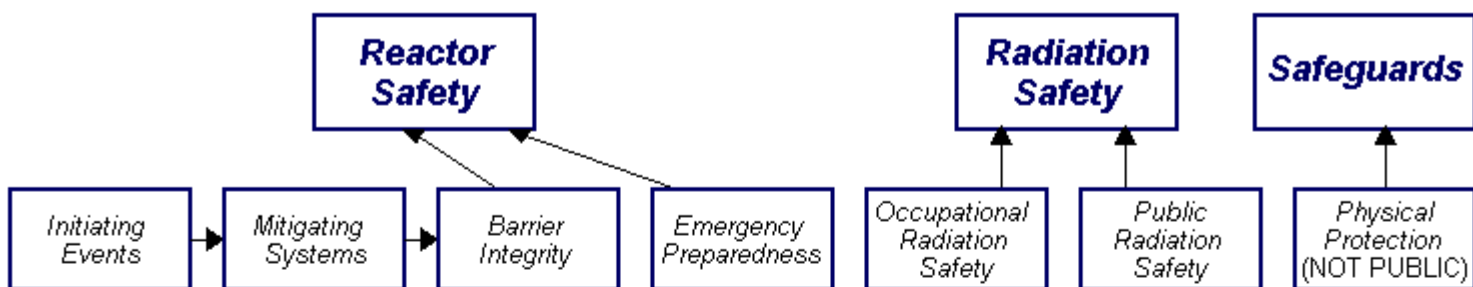 Reactor
Safety
Radiation
Safety
Safeguards
Initiating
Events
Mitigating
Systems
Barrier
Integrity
Emergency
Preparedness
Occupational
Radiation
Safety
Public
Radiation
Safety
Physical
Protection
(NOT PUBLIC)